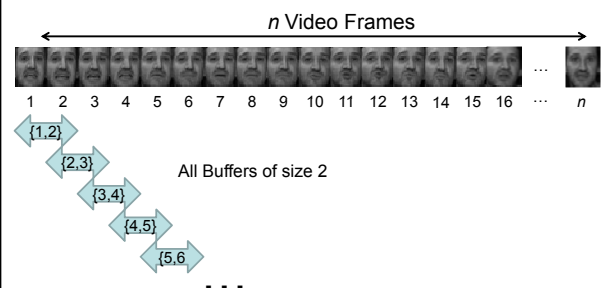 n Video Frames
...
1 2 3 4 5 6 7 8 9 10 11 12 13 14 15 16 ... n
{1,2}
{2,3}
All Buffers of size 2
{3,4}
{4,5}
{5,6
...